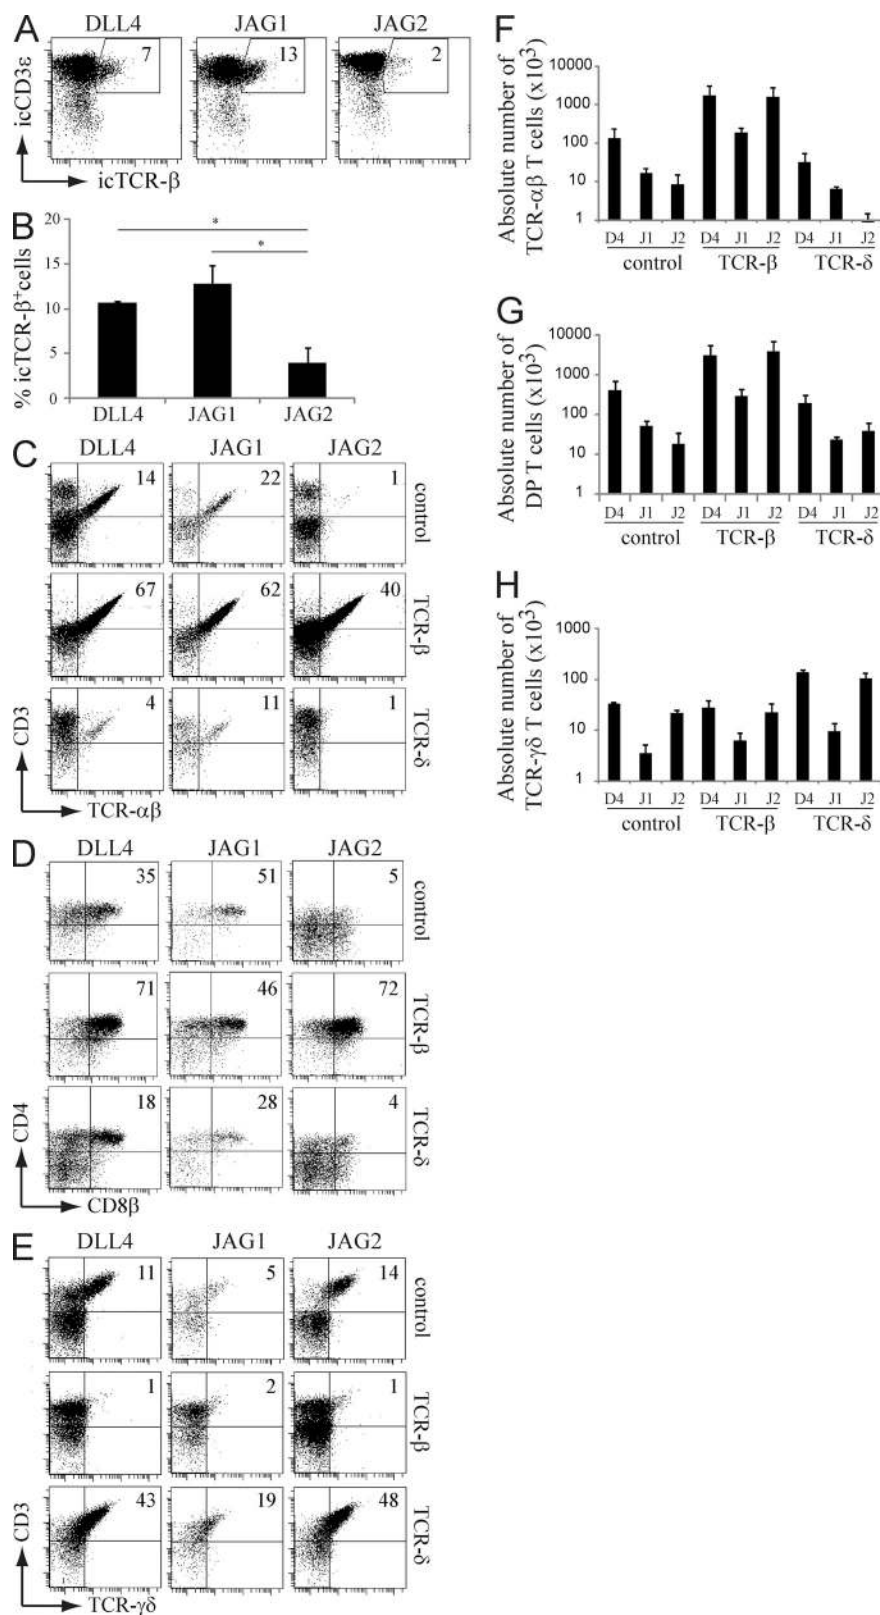 A
DLL4 JAG1 JAG2
7 13 2
icCD3ε
icTCR-β
B
20
15
10
5
0
* *
% icTCR-β+cells
DLL4 JAG1 JAG2
C
DLL4 JAG1 JAG2
14 22 1 control
67 62 40 TCR-β
4 11 1 TCR-δ
CD3
TCR-αβ
D
DLL4 JAG1 JAG2
35 51 5 control
71 46 72 TCR-β
18 28 4 TCR-δ
CD4
CD8β
E
DLL4 JAG1 JAG2
11 5 14 control
1 2 1 TCR-β
43 19 48 TCR-δ
CD3
TCR-γδ
F
Absolute number of
TCR-αβ T cells (x10³)
10000
1000
100
10
1
D4 J1 J2 D4 J1 J2 D4 J1 J2
control TCR-β TCR-δ
G
Absolute number of
DP T cells (x10³)
10000
1000
100
10
1
D4 J1 J2 D4 J1 J2 D4 J1 J2
control TCR-β TCR-δ
H
Absolute number of
TCR-γδ T cells (x10³)
1000
100
10
1
D4 J1 J2 D4 J1 J2 D4 J1 J2
control TCR-β TCR-δ